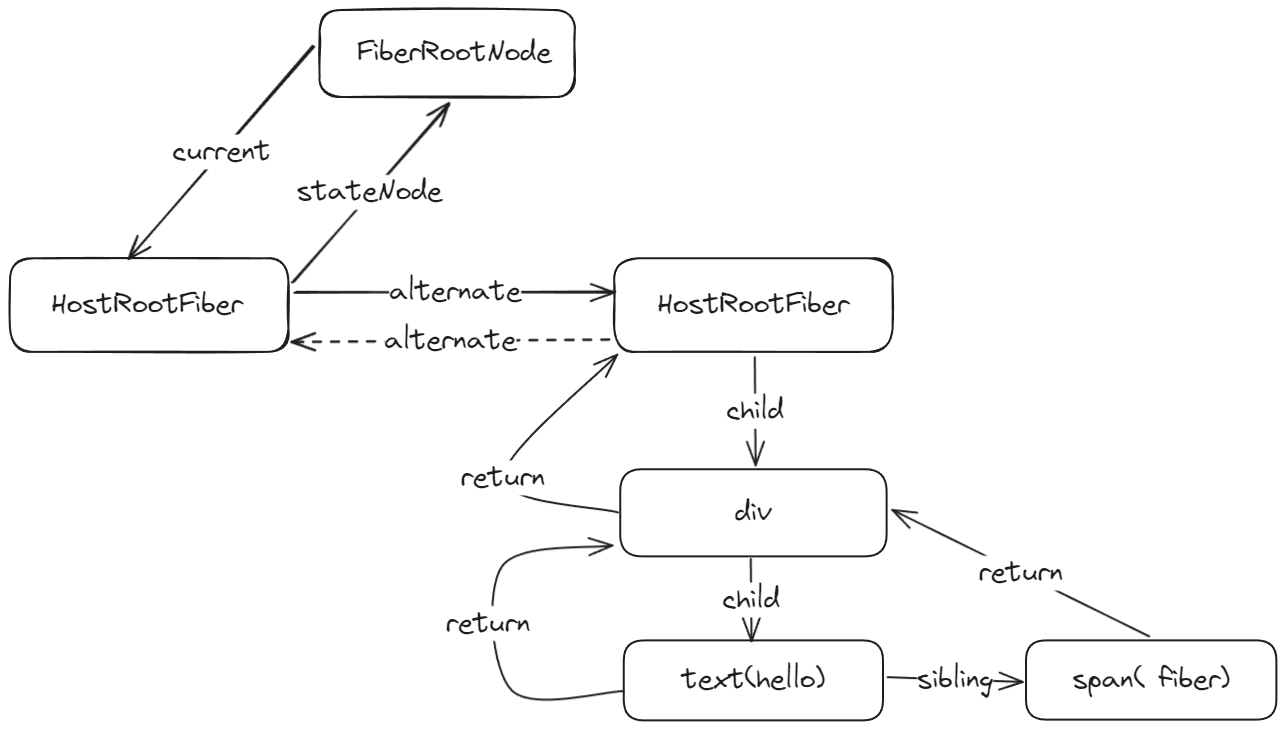 FiberRootNode
current
stateNode
HostRootFiber
alternate
HostRootFiber
alternate
child
return
div
return
child
return
text(hello)
sibling
span( fiber)